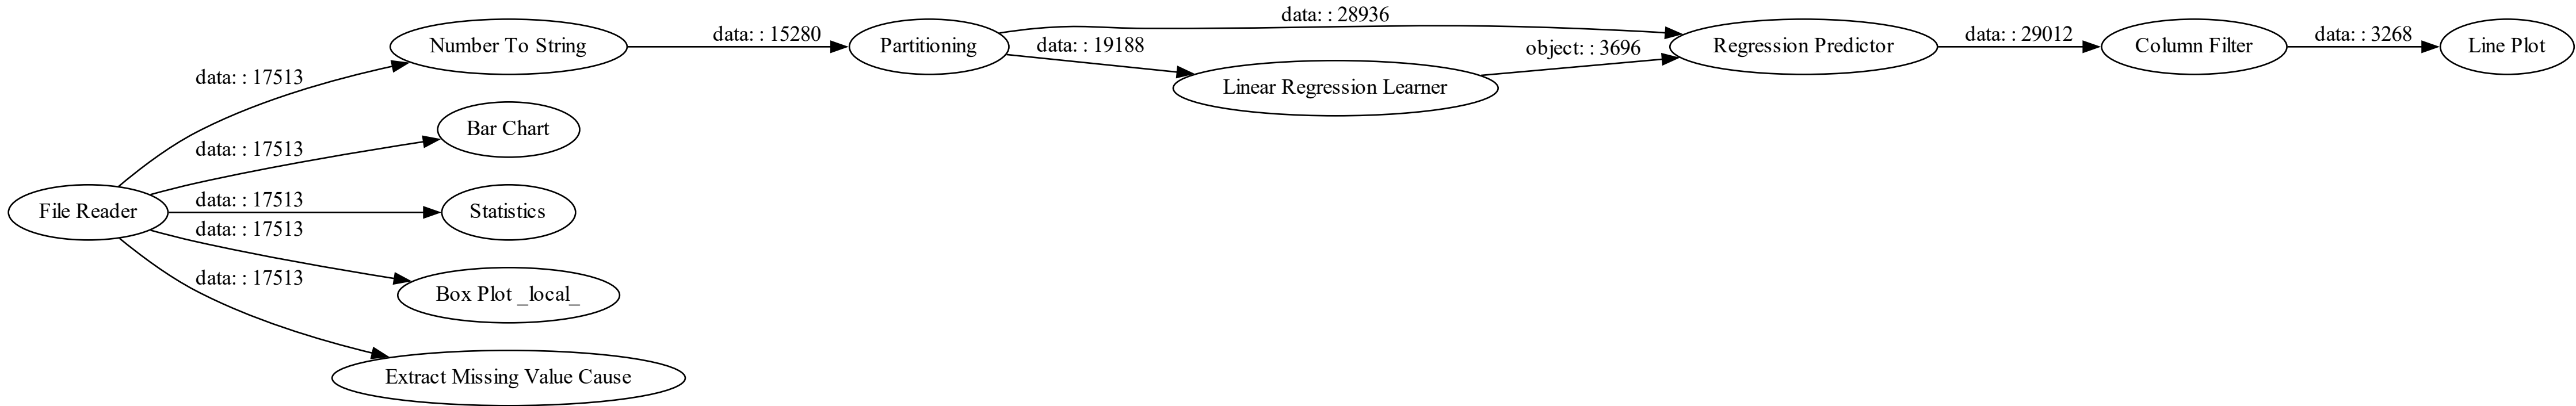 data: : 28936
data: : 15280
data: : 19188
object: : 3696
data: : 29012
data: : 3268
Number To String
Partitioning
Regression Predictor
Column Filter
Line Plot
data: : 17513
Linear Regression Learner
Bar Chart
data: : 17513
data: : 17513
File Reader
Statistics
data: : 17513
data: : 17513
Box Plot _local_
Extract Missing Value Cause